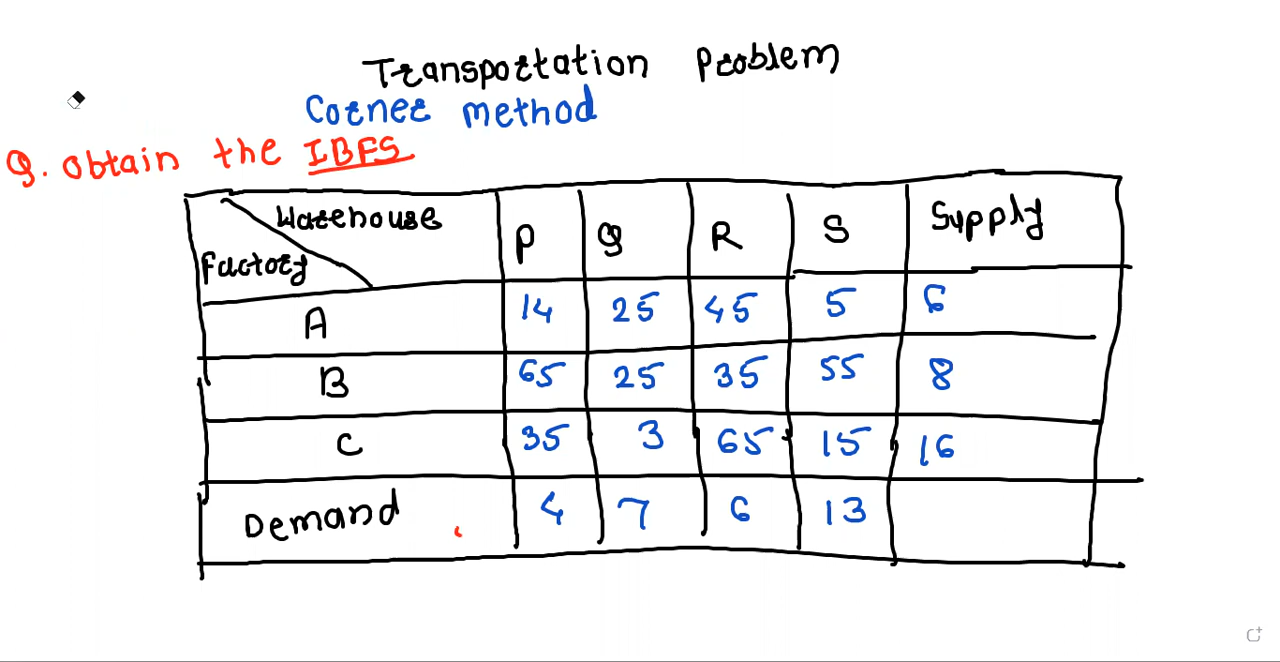 Transportation Problem
Corner method
Q. obtain the IBFS
Warehouse
Factory
P Q R S Supply
A 14 25 45 5 6
B 65 25 35 55 8
C 35 3 65 15 16
Demand 4 7 6 13